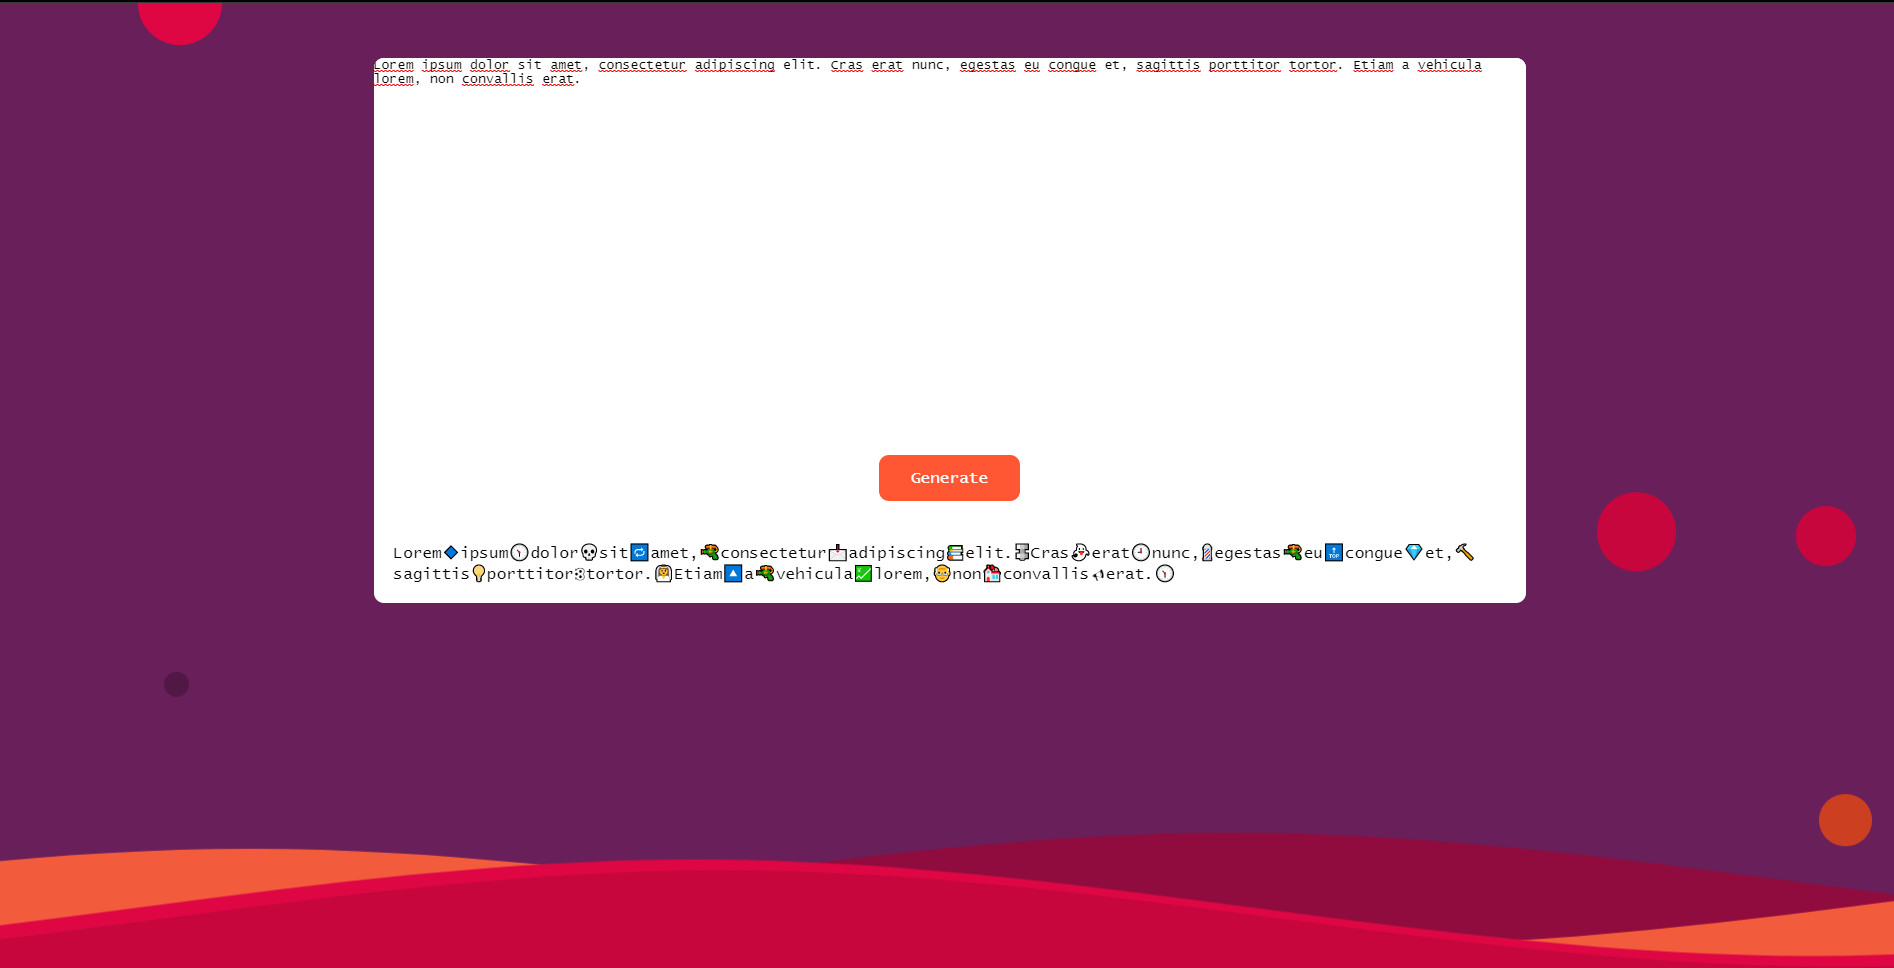 Lorem ipsum dolor sit amet, consectetur adipiscing elit. Cras erat nunc, egestas eu congue et, sagittis porttitor tortor. Etiam a vehicula
lorem, non convallis erat.
Generate
Lorem🔷ipsum🕔dolor💀sit🔁amet,🔫consectetur📩adipiscing📚elit.🗜Cras👻erat🕘nunc,💈egestas🔫eu🔝congue💎et,🔨
sagittis💡porttitor🎲tortor.👰Etiam🔼a🔫vehicula💹lorem,👴non🏠convallis📢erat.🕔